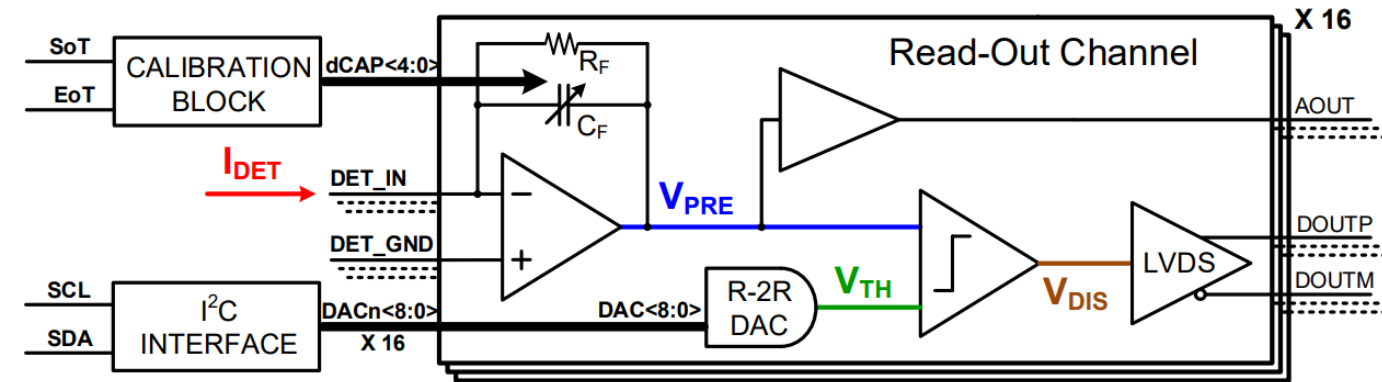 X 16
Read-Out Channel
SoT
EoT
CALIBRATION
BLOCK
dCAP<4:0>
RF
CF
AOUT
IDET
DET_IN
DET_GND
VPRE
SCL
SDA
I2C
INTERFACE
DACn<8:0>
X 16
DAC<8:0>
R-2R
DAC
VTH
VDIS
LVDS
DOUTP
DOUTM